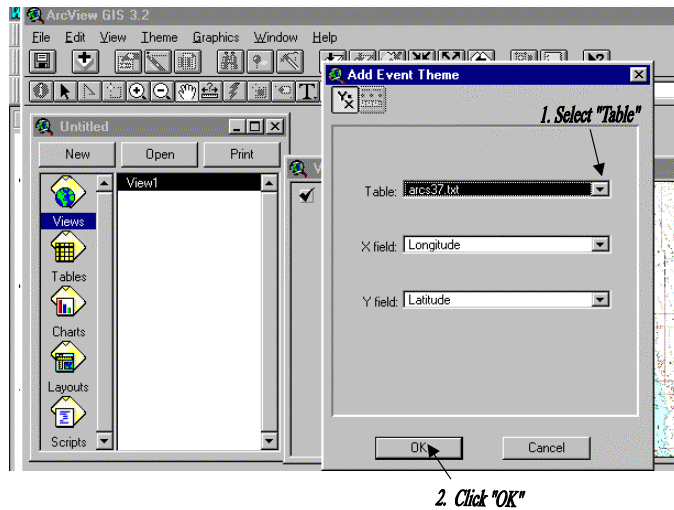 ArcView GIS 3.2
File Edit View Theme Graphics Window Help
Add Event Theme
1. Select "Table"
Untitled
New Open Print
View1
Views
Tables
Charts
Layouts
Scripts
V
Table: arcs37.txt
X field: Longitude
Y field: Latitude
OK Cancel
2. Click "OK"